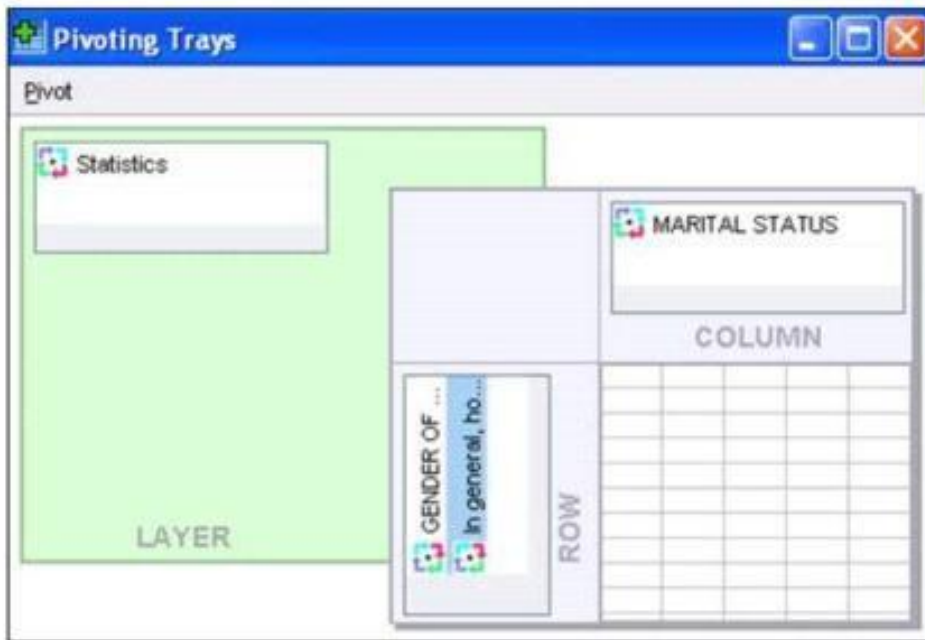 Pivoting Trays
Pivot
Statistics
MARITAL STATUS
COLUMN
GENDER OF ...
In general, ho...
ROW
LAYER